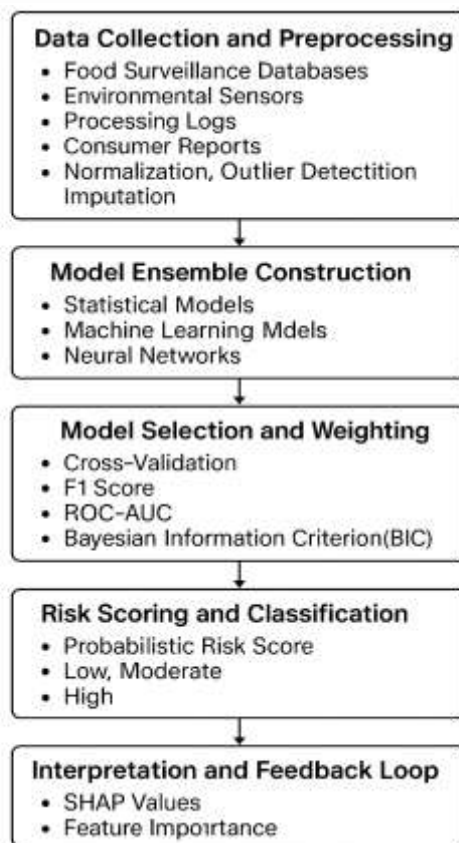 Data Collection and Preprocessing
• Food Surveillance Databases
• Environmental Sensors
• Processing Logs
• Consumer Reports
• Normalization, Outlier Detectition
Imputation
Model Ensemble Construction
• Statistical Models
• Machine Learning Mdels
• Neural Networks
Model Selection and Weighting
• Cross-Validation
• F1 Score
• ROC-AUC
• Bayesian Information Criterion(BIC)
Risk Scoring and Classification
• Probabilistic Risk Score
• Low, Moderate
• High
Interpretation and Feedback Loop
• SHAP Values
• Feature Importance